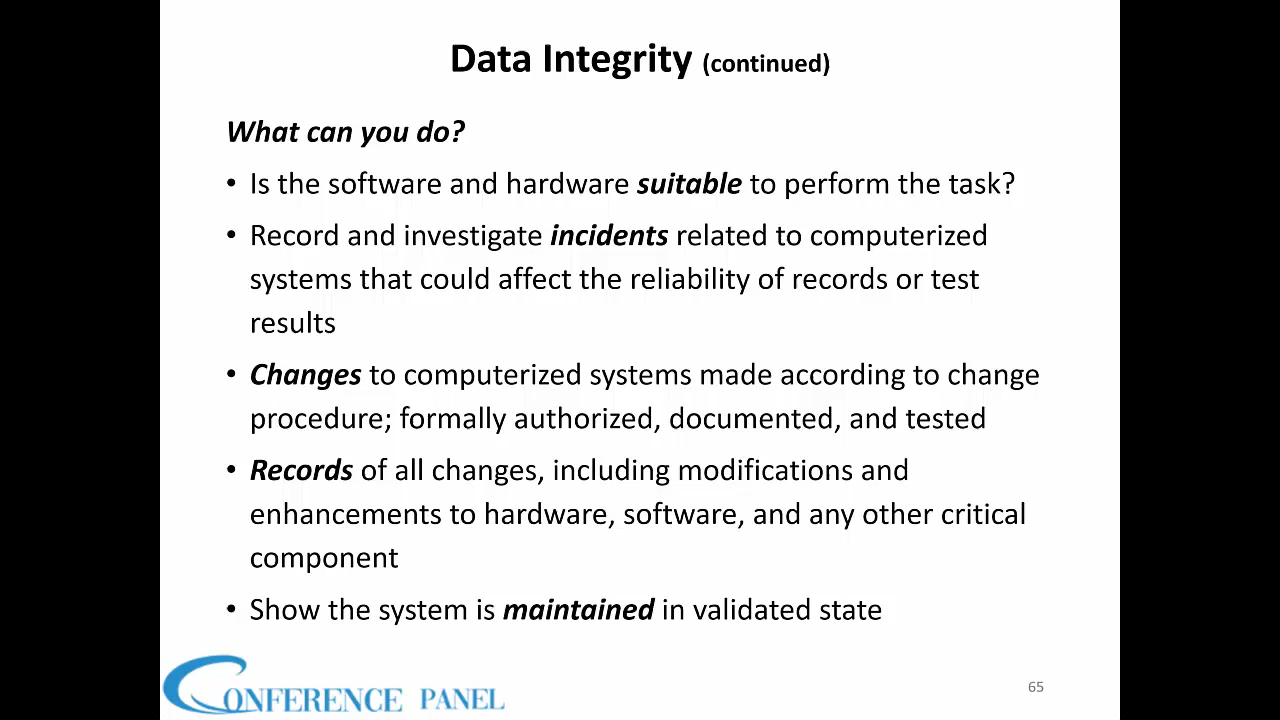 Data Integrity (continued)
What can you do?
• Is the software and hardware suitable to perform the task?
• Record and investigate incidents related to computerized
systems that could affect the reliability of records or test
results
• Changes to computerized systems made according to change
procedure; formally authorized, documented, and tested
• Records of all changes, including modifications and
enhancements to hardware, software, and any other critical
component
• Show the system is maintained in validated state
CONFERENCE PANEL
65